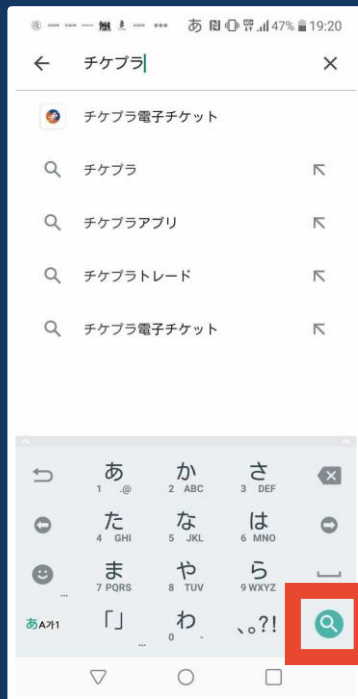 あ 47% 19:20
チケプラ
チケプラ電子チケット
チケプラ
チケプラアプリ
チケプラトレード
チケプラ電子チケット
あ か さ
1 .@ 2 ABC 3 DEF
た な は
4 GHI 5 JKL 6 MNO
ま や ら
7 PQRS 8 TUV 9 WXYZ
あA가1 「」 わ 、。?!
... 0 -